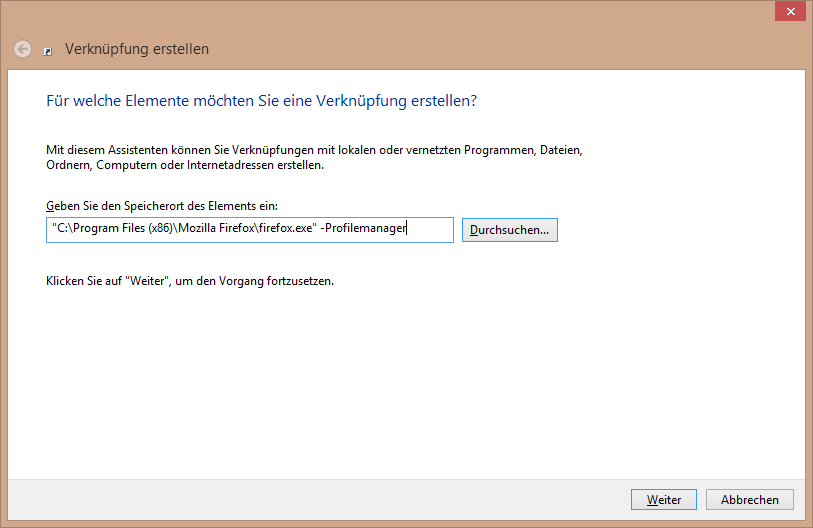 Verknüpfung erstellen
Für welche Elemente möchten Sie eine Verknüpfung erstellen?
Mit diesem Assistenten können Sie Verknüpfungen mit lokalen oder vernetzten Programmen, Dateien,
Ordnern, Computern oder Internetadressen erstellen.
Geben Sie den Speicherort des Elements ein:
"C:\Program Files (x86)\Mozilla Firefox\firefox.exe" -Profilemanager
Durchsuchen...
Klicken Sie auf "Weiter", um den Vorgang fortzusetzen.
Weiter
Abbrechen